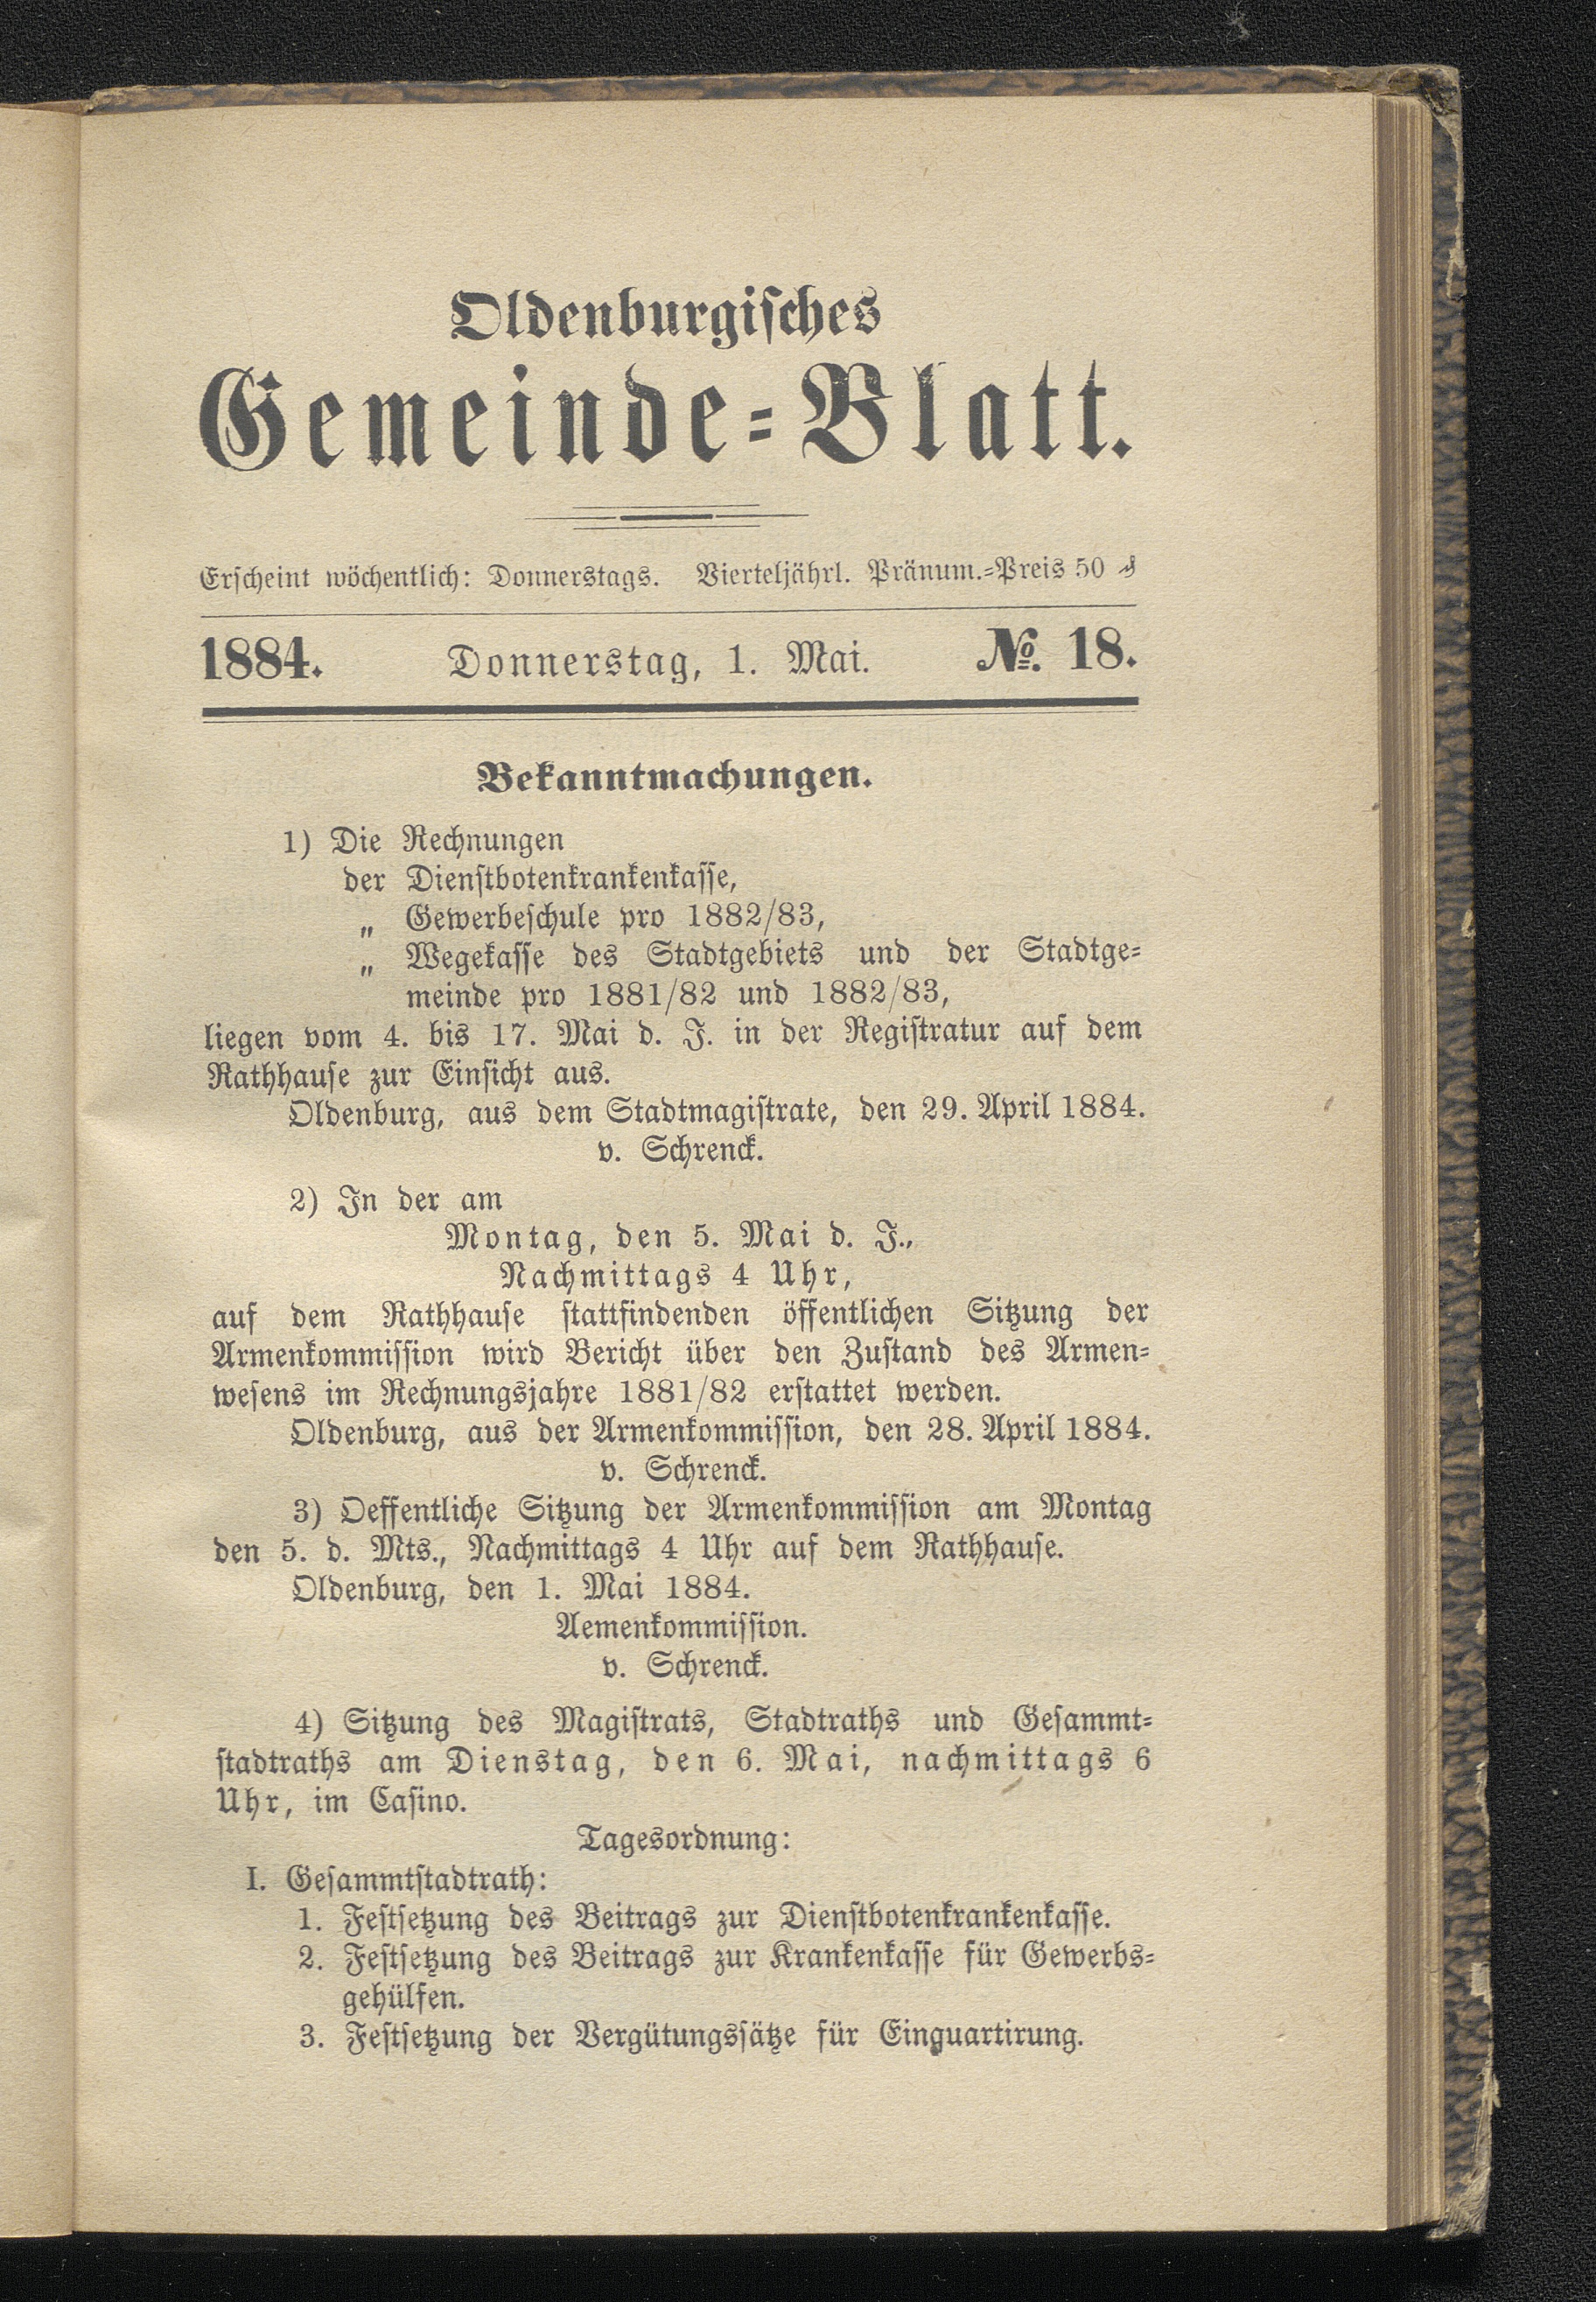 Oldenburgisches
Gemeinde-Blatt.
Erscheint wöchentlich: Donnerstags. Vierteljährl. Pränum.-Preis 50 ₰
1884. Donnerstag, 1. Mai. №. 18.
Bekanntmachungen.
1) Die Rechnungen
der Dienstbotenkrankenkasse,
„ Gewerbeschule pro 1882/83,
„ Wegekasse des Stadtgebiets und der Stadtge-
meinde pro 1881/82 und 1882/83,
liegen vom 4. bis 17. Mai d. J. in der Registratur auf dem
Rathhause zur Einsicht aus.
Oldenburg, aus dem Stadtmagistrate, den 29. April 1884.
v. Schrenck.
2) In der am
Montag, den 5. Mai d. J.,
Nachmittags 4 Uhr,
auf dem Rathhause stattfindenden öffentlichen Sitzung der
Armenkommission wird Bericht über den Zustand des Armen-
wesens im Rechnungsjahre 1881/82 erstattet werden.
Oldenburg, aus der Armenkommission, den 28. April 1884.
v. Schrenck.
3) Oeffentliche Sitzung der Armenkommission am Montag
den 5. d. Mts., Nachmittags 4 Uhr auf dem Rathhause.
Oldenburg, den 1. Mai 1884.
Aemenkommission.
v. Schrenck.
4) Sitzung des Magistrats, Stadtraths und Gesammt-
stadtraths am Dienstag, den 6. Mai, nachmittags 6
Uhr, im Casino.
Tagesordnung:
I. Gesammtstadtrath:
1. Festsetzung des Beitrags zur Dienstbotenkrankenkasse.
2. Festsetzung des Beitrags zur Krankenkasse für Gewerbs-
gehülfen.
3. Festsetzung der Vergütungssätze für Einquartirung.